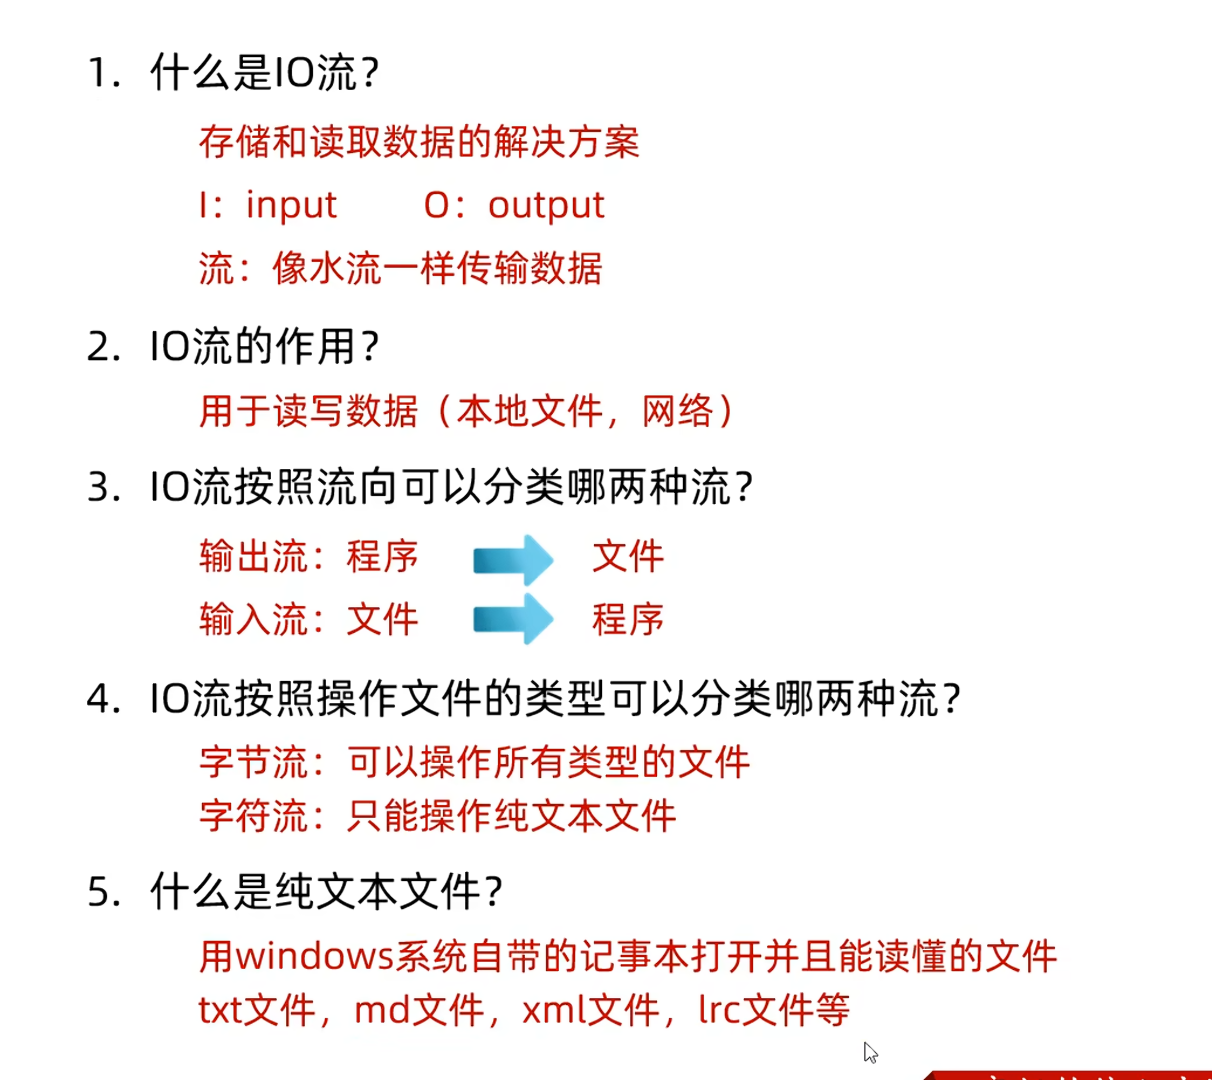 1. 什么是IO流？
存储和读取数据的解决方案
I：input O：output
流：像水流一样传输数据
2. IO流的作用？
用于读写数据（本地文件，网络）
3. IO流按照流向可以分类哪两种流？
输出流：程序 文件
输入流：文件 程序
4. IO流按照操作文件的类型可以分类哪两种流？
字节流：可以操作所有类型的文件
字符流：只能操作纯文本文件
5. 什么是纯文本文件？
用windows系统自带的记事本打开并且能读懂的文件
txt文件，md文件，xml文件，lrc文件等